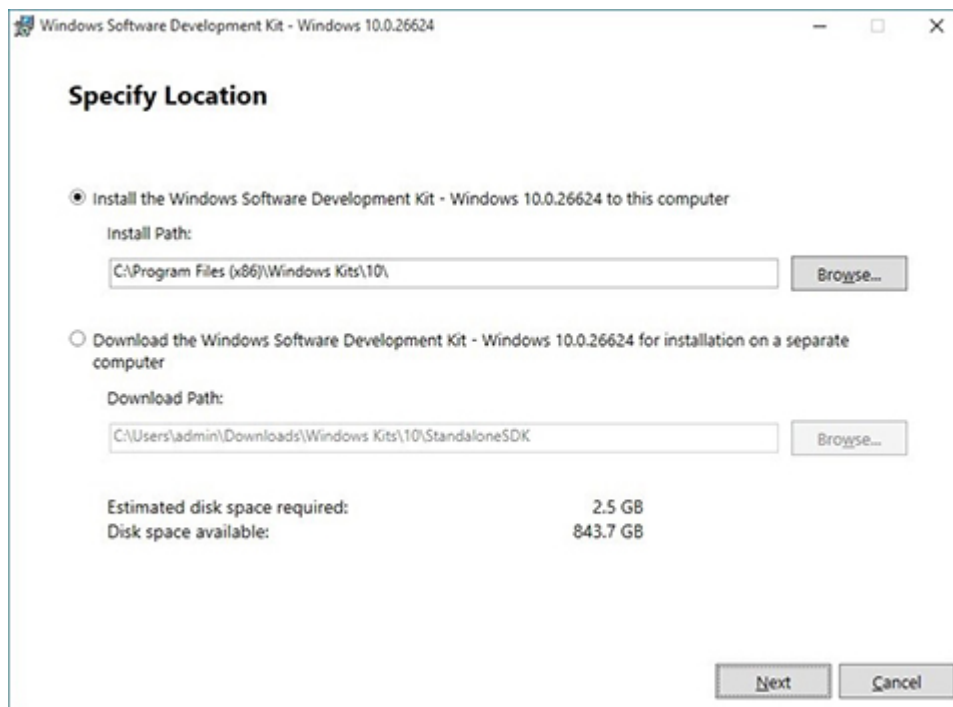 Windows Software Development Kit - Windows 10.0.26624
Specify Location
Install the Windows Software Development Kit - Windows 10.0.26624 to this computer
Install Path:
C:\Program Files (x86)\Windows Kits\10\
Browse...
Download the Windows Software Development Kit - Windows 10.0.26624 for installation on a separate
computer
Download Path:
C:\Users\admin\Downloads\Windows Kits\10\StandaloneSDK
Browse...
Estimated disk space required: 2.5 GB
Disk space available: 843.7 GB
Next
Cancel